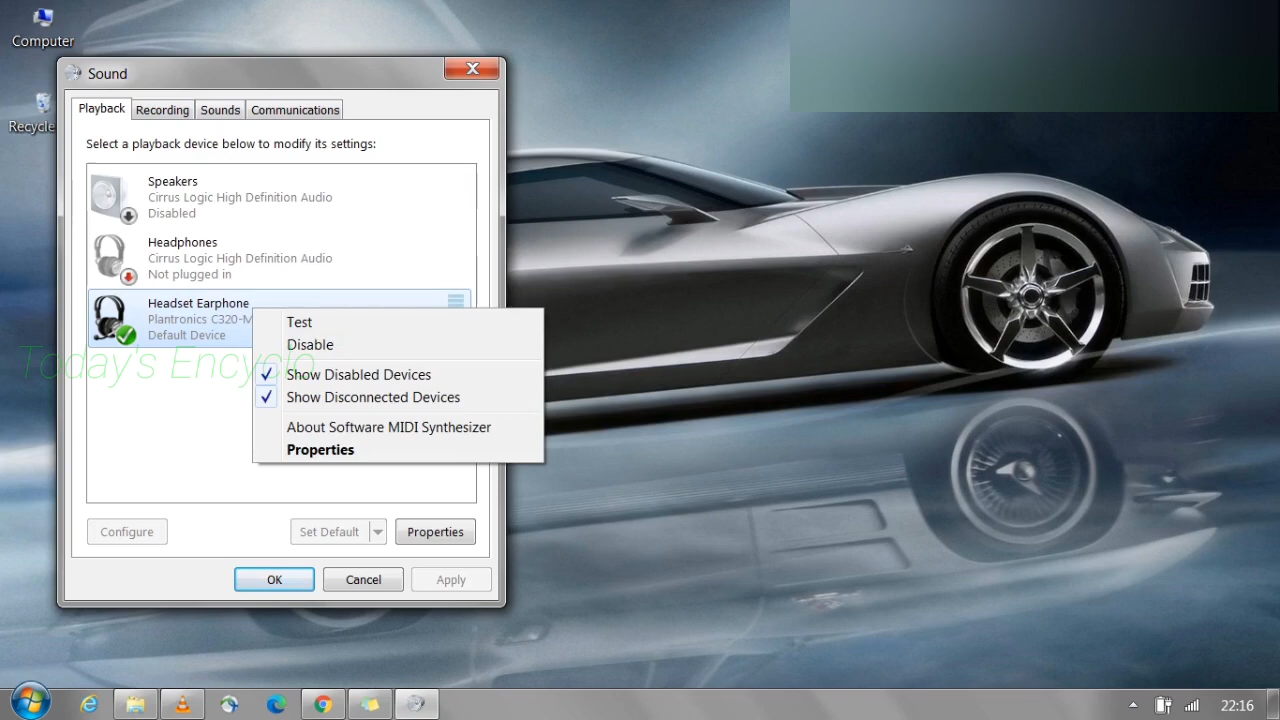 Computer
Recycle
Sound
Playback
Recording
Sounds
Communications
Select a playback device below to modify its settings:
Speakers
Cirrus Logic High Definition Audio
Disabled
Headphones
Cirrus Logic High Definition Audio
Not plugged in
Headset Earphone
Plantronics C320-M
Default Device
Today's Encyclo
Test
Disable
Show Disabled Devices
Show Disconnected Devices
About Software MIDI Synthesizer
Properties
Configure
Set Default
Properties
OK
Cancel
Apply
22:16